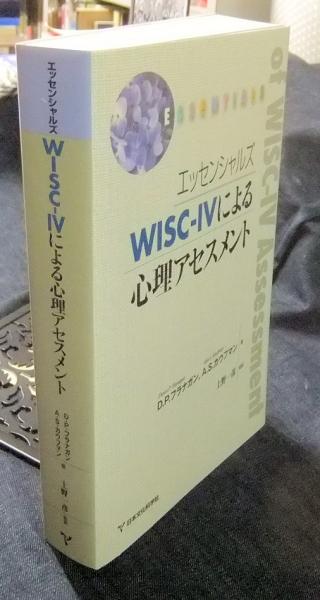 エッセンシャルズ
WISC-IVによる心理アセスメント
D.P.フラナガン
A.S.カウフマン 著
上野一彦 監訳
ESSENTIALS
of WISC-IV Assessment
エッセンシャルズ
WISC-IVによる
心理アセスメント
D.P.フラナガン, A.S.カウフマン 著
上野一彦 監訳
日本文化科学社